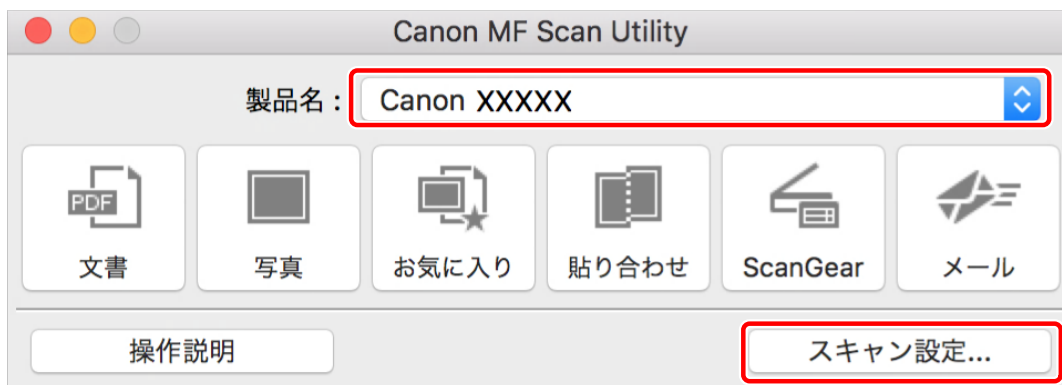 Canon MF Scan Utility
製品名： Canon XXXXX
PDF
文書 写真 お気に入り 貼り合わせ ScanGear メール
操作説明 スキャン設定...